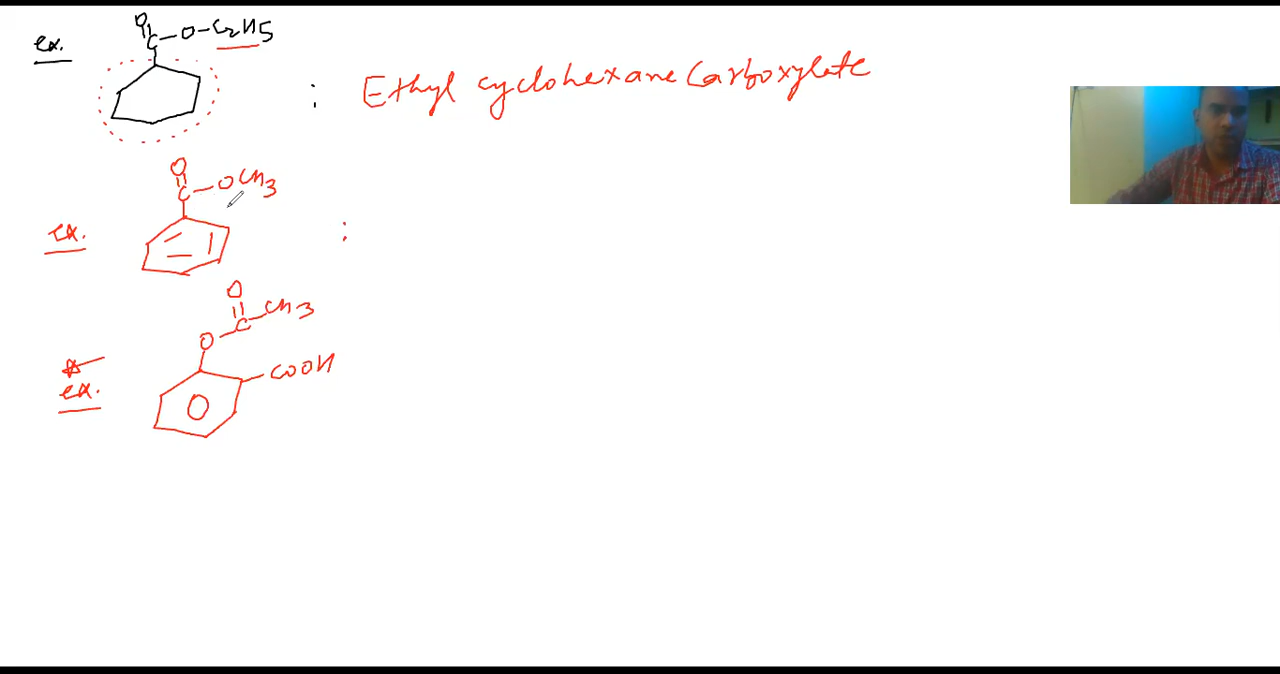 O
ex. C-O-C2H5
: Ethyl cyclohexane Carboxylate
O
C-OCH3
ex. :
O
C-CH3
O
COOH
ex.